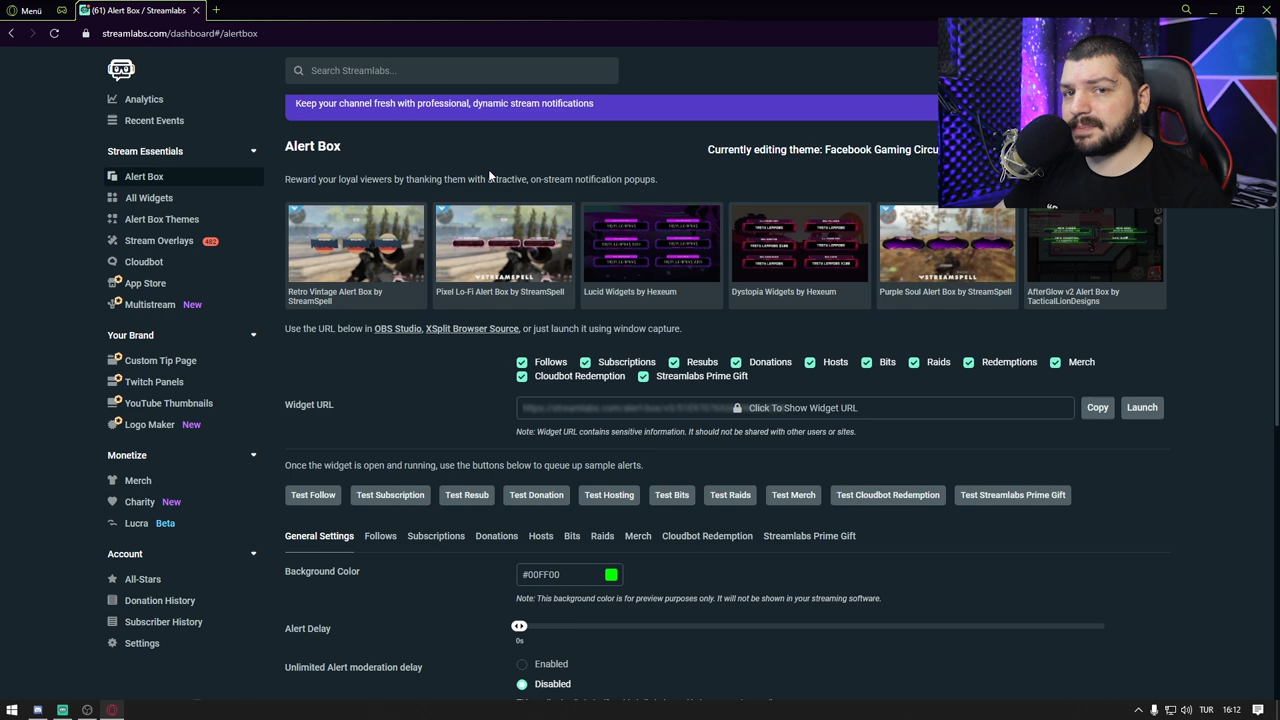 Menü
(61) Alert Box / Streamlabs
streamlabs.com/dashboard#/alertbox
Search Streamlabs...
Analytics
Recent Events
Stream Essentials
Alert Box
All Widgets
Alert Box Themes
Stream Overlays 482
Cloudbot
App Store
Multistream New
Your Brand
Custom Tip Page
Twitch Panels
YouTube Thumbnails
Logo Maker New
Monetize
Merch
Charity New
Lucra Beta
Account
All-Stars
Donation History
Subscriber History
Settings
Keep your channel fresh with professional, dynamic stream notifications
Alert Box
Currently editing theme: Facebook Gaming Circu
Reward your loyal viewers by thanking them with attractive, on-stream notification popups.
STREAMSPELL
STREAMSPELL
Retro Vintage Alert Box by StreamSpell
Pixel Lo-Fi Alert Box by StreamSpell
Lucid Widgets by Hexeum
Dystopia Widgets by Hexeum
Purple Soul Alert Box by StreamSpell
AfterGlow v2 Alert Box by TacticalLionDesigns
Use the URL below in OBS Studio, XSplit Browser Source, or just launch it using window capture.
Follows Subscriptions Resubs Donations Hosts Bits Raids Redemptions Merch
Cloudbot Redemption Streamlabs Prime Gift
Widget URL
Click To Show Widget URL
Copy Launch
Note: Widget URL contains sensitive information. It should not be shared with other users or sites.
Once the widget is open and running, use the buttons below to queue up sample alerts.
Test Follow Test Subscription Test Resub Test Donation Test Hosting Test Bits Test Raids Test Merch Test Cloudbot Redemption Test Streamlabs Prime Gift
General Settings Follows Subscriptions Donations Hosts Bits Raids Merch Cloudbot Redemption Streamlabs Prime Gift
Background Color
#00FF00
Note: This background color is for preview purposes only. It will not be shown in your streaming software.
Alert Delay
0s
Unlimited Alert moderation delay
Enabled
Disabled
TUR 16:12